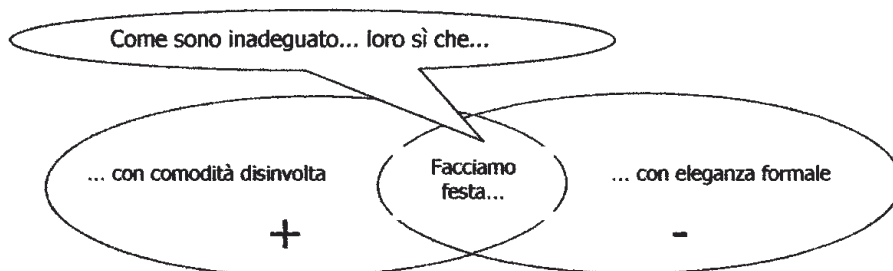 Come sono inadeguato... loro sì che...
... con comodità disinvolta
Facciamo
festa...
... con eleganza formale
+
-